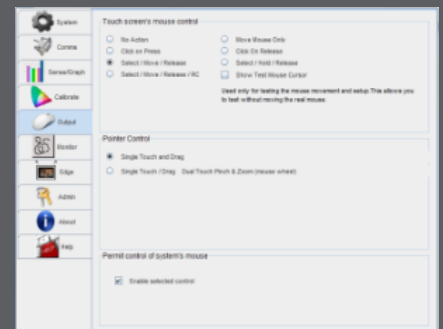 System
Comms
Sense/Graph
Calibrate
Output
Monitor
Edge
Admin
About
Help
Touch screen's mouse control
No Action
Move Mouse Only
Click on Press
Click On Release
Select / Move / Release
Select / Hold / Release
Select / Move / Release / RC
Show Test Mouse Cursor
Used only for testing the mouse movement and setup.This allows you
to test without moving the real mouse.
Pointer Control
Single Touch and Drag
Single Touch / Drag Dual Touch Pinch & Zoom (mouse wheel)
Permit control of system's mouse
Enable selected control